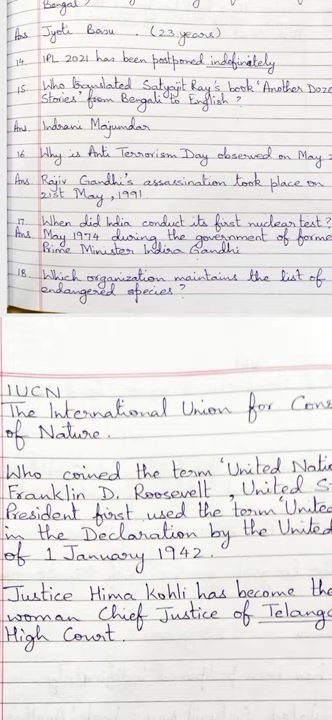 Bengal
Ans Jyoti Basu. (23 years)
14. IPL 2021 has been postponed indefinitely
15. Who translated Satyajit Ray's book 'Another Doze
Stories' from Bengali to English?
Ans. Indrani Majumdar
16 Why is Anti Terrorism Day observed on May
Ans Rajiv Gandhi's assassination took place on
21st May, 1991
17. When did India conduct its first nuclear test?
Ans May 1974 during the government of forme
Prime Minister Indira Gandhi
18 Which organization maintains the list of
endangered species?
IUCN
The International Union for Cons
of Nature.
Who coined the term 'United Natio
Franklin D. Roosevelt, United S
President first used the term 'United
in the Declaration by the United
of 1 January 1942.
Justice Hima Kohli has become the
woman Chief Justice of Telanga
High Court.